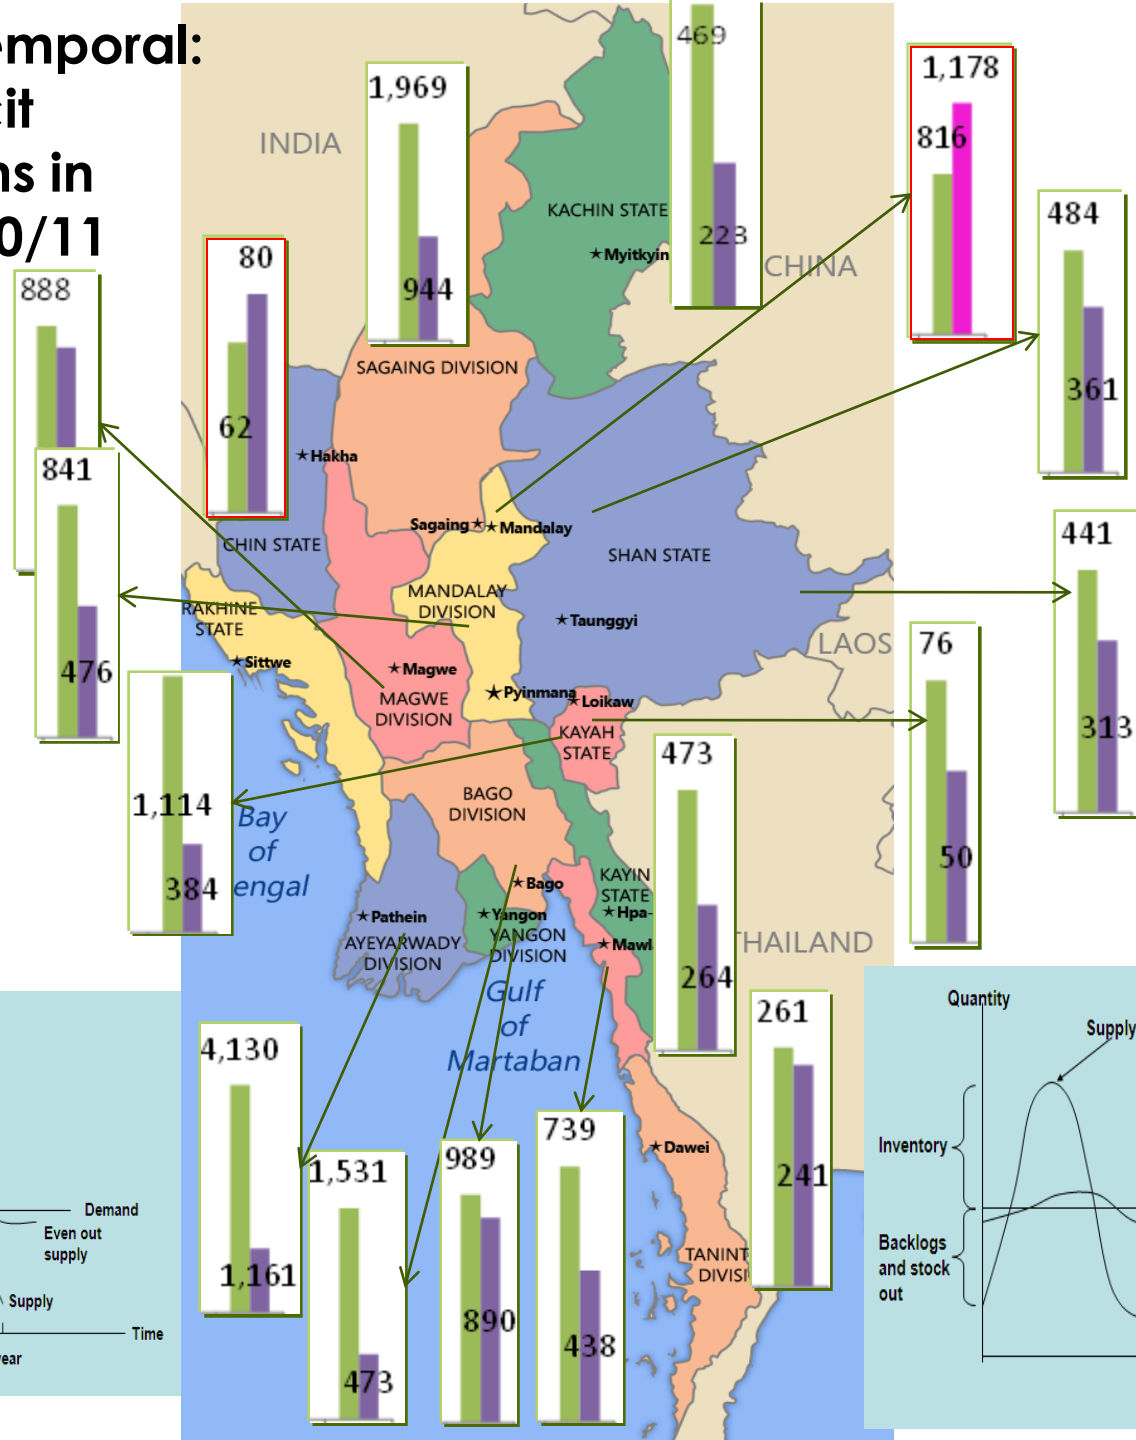 emporal:
cit
ns in
0/11
469
223
1,969
944
1,178
816
484
361
80
62
888
841
476
441
313
76
50
1,114
384
473
264
261
241
4,130
1,161
1,531
473
989
890
739
438
INDIA
CHINA
LAOS
THAILAND
KACHIN STATE
Myitkyin
SAGAING DIVISION
Hakha
Sagaing
Mandalay
CHIN STATE
SHAN STATE
MANDALAY
DIVISION
RAKHINE
STATE
Taunggyi
Sittwe
Magwe
MAGWE
DIVISION
Pyinmana
Loikaw
KAYAH
STATE
BAGO
DIVISION
Bay
of
engal
KAYIN
STATE
Bago
Hpa-
Pathein
Yangon
AYEYARWADY
DIVISION
YANGON
DIVISION
Mawl
Gulf
of
Martaban
Dawei
TANINT
DIVISI
Demand
Even out
supply
Supply
Time
ear
Quantity
Supply
Inventory
Backlogs
and stock
out